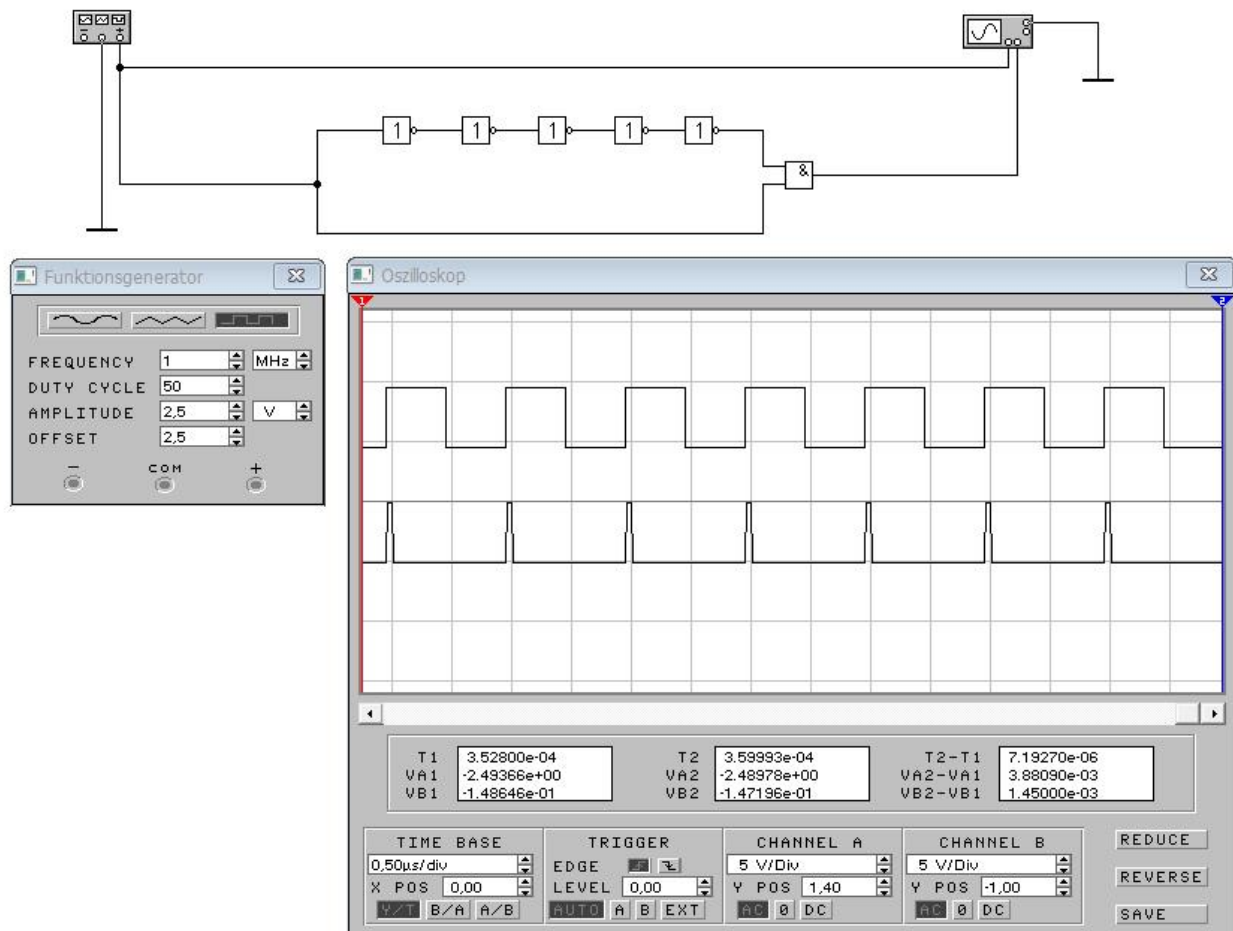 − +
1 1 1 1 1
&
Funktionsgenerator
FREQUENCY 1 MHz
DUTY CYCLE 50
AMPLITUDE 2,5 V
OFFSET 2,5
− COM +
Oszilloskop
1 2
T1 3.52800e-04 T2 3.59993e-04 T2-T1 7.19270e-06
VA1 -2.49366e+00 VA2 -2.48978e+00 VA2-VA1 3.88090e-03
VB1 -1.48646e-01 VB2 -1.47196e-01 VB2-VB1 1.45000e-03
TIME BASE
0,50µs/div
X POS 0,00
Y/T B/A A/B
TRIGGER
EDGE
LEVEL 0,00
AUTO A B EXT
CHANNEL A
5 V/Div
Y POS 1,40
AC 0 DC
CHANNEL B
5 V/Div
Y POS -1,00
AC 0 DC
REDUCE
REVERSE
SAVE